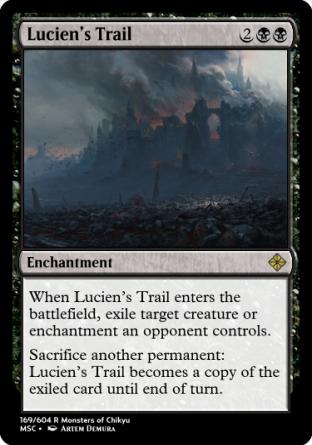 Lucien's Trail 2
Enchantment
When Lucien's Trail enters the
battlefield, exile target creature or
enchantment an opponent controls.
Sacrifice another permanent:
Lucien's Trail becomes a copy of the
exiled card until end of turn.
169/604 R Monsters of Chikyu
MSC • Artem Demura